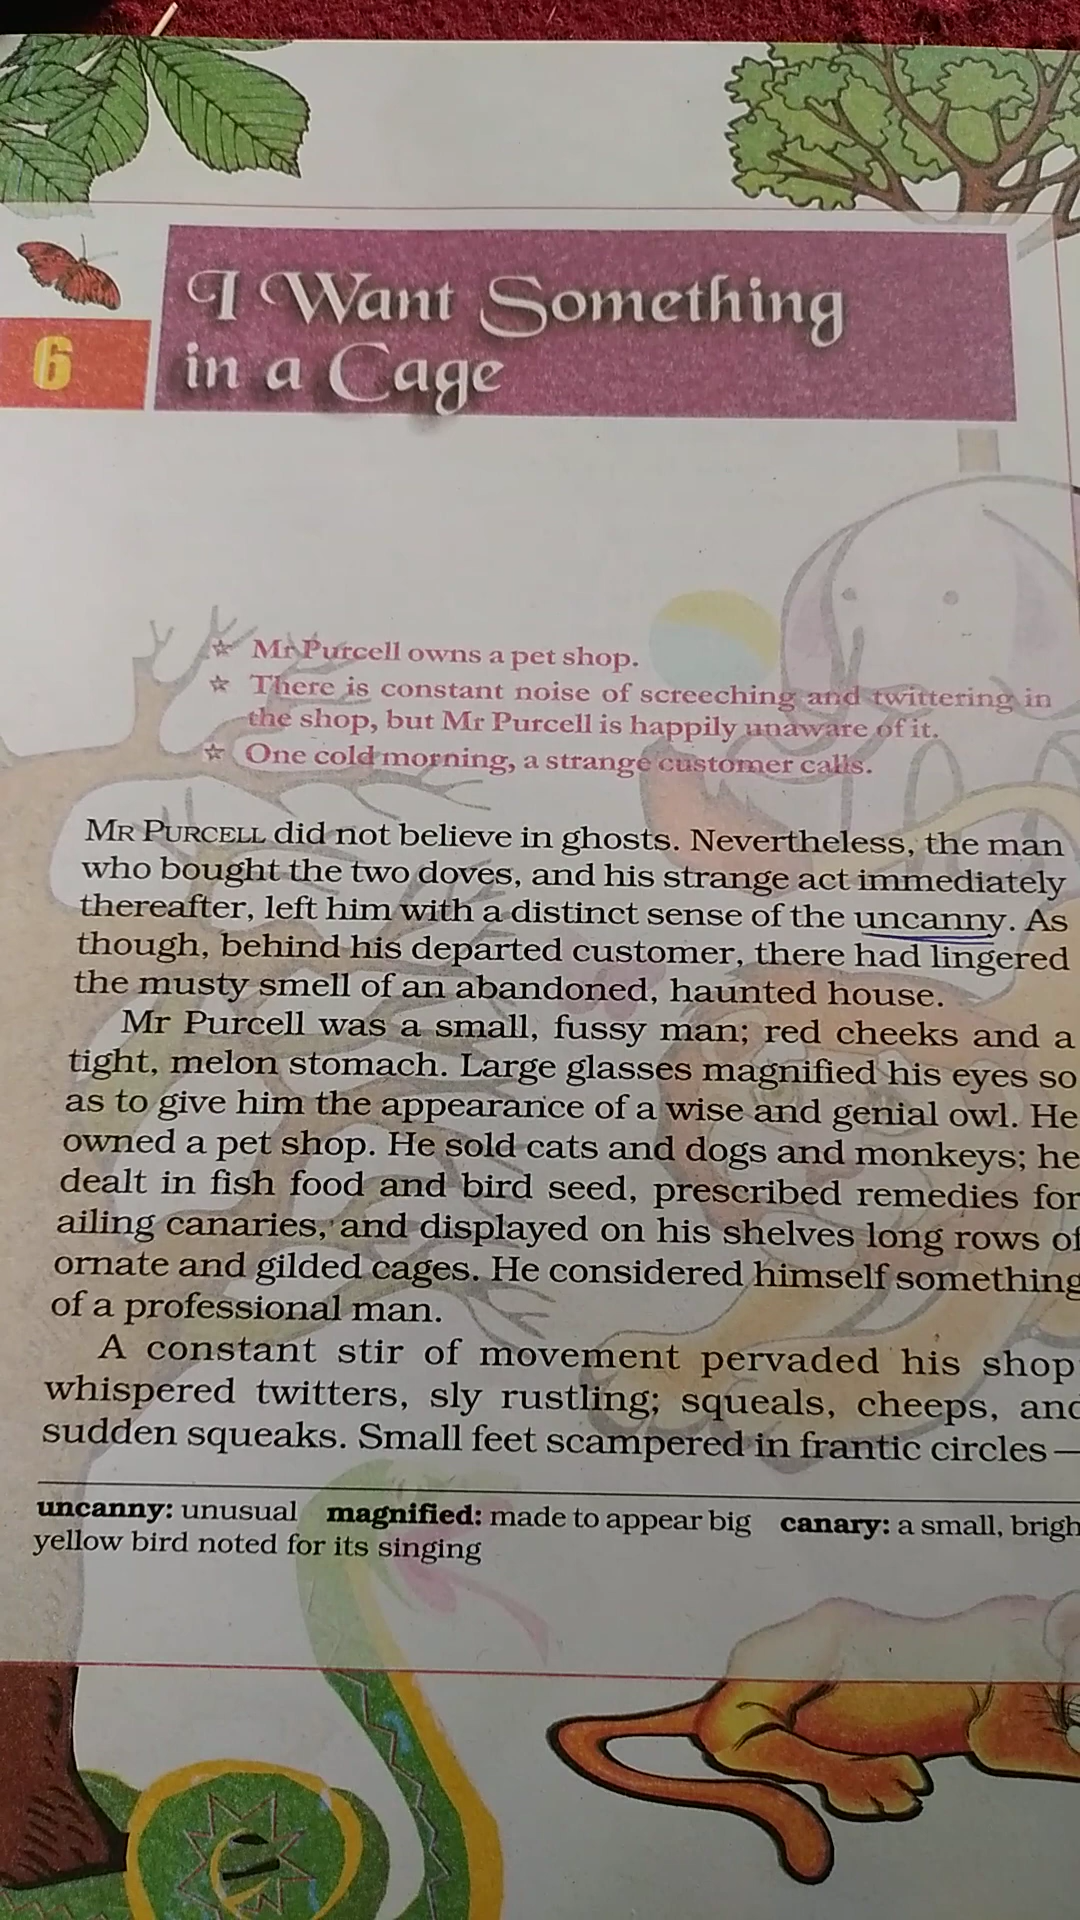 I Want Something
in a Cage
6
☆ Mr Purcell owns a pet shop.
☆ There is constant noise of screeching and twittering in
the shop, but Mr Purcell is happily unaware of it.
☆ One cold morning, a strange customer calls.
MR PURCELL did not believe in ghosts. Nevertheless, the man
who bought the two doves, and his strange act immediately
thereafter, left him with a distinct sense of the uncanny. As
though, behind his departed customer, there had lingered
the musty smell of an abandoned, haunted house.
Mr Purcell was a small, fussy man; red cheeks and a
tight, melon stomach. Large glasses magnified his eyes so
as to give him the appearance of a wise and genial owl. He
owned a pet shop. He sold cats and dogs and monkeys; he
dealt in fish food and bird seed, prescribed remedies for
ailing canaries, and displayed on his shelves long rows of
ornate and gilded cages. He considered himself something
of a professional man.
A constant stir of movement pervaded his shop
whispered twitters, sly rustling; squeals, cheeps, and
sudden squeaks. Small feet scampered in frantic circles —
uncanny: unusual magnified: made to appear big canary: a small, brigh
yellow bird noted for its singing